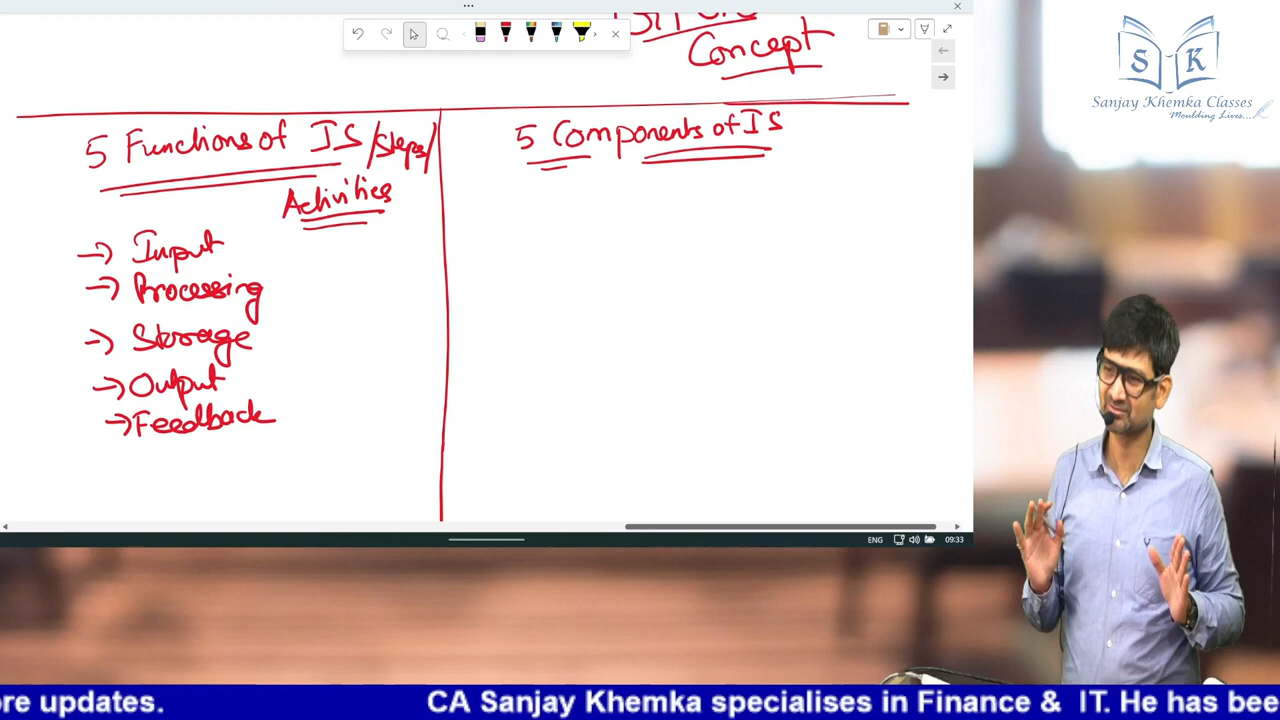 Concept
5 Functions of IS /Steps/
Activities
→ Input
→ Processing
→ Storage
→ Output
→ Feedback
5 Components of IS
ENG
09:33
S K
Sanjay Khemka Classes
Moulding Lives...
ore updates. CA Sanjay Khemka specialises in Finance & IT. He has bee